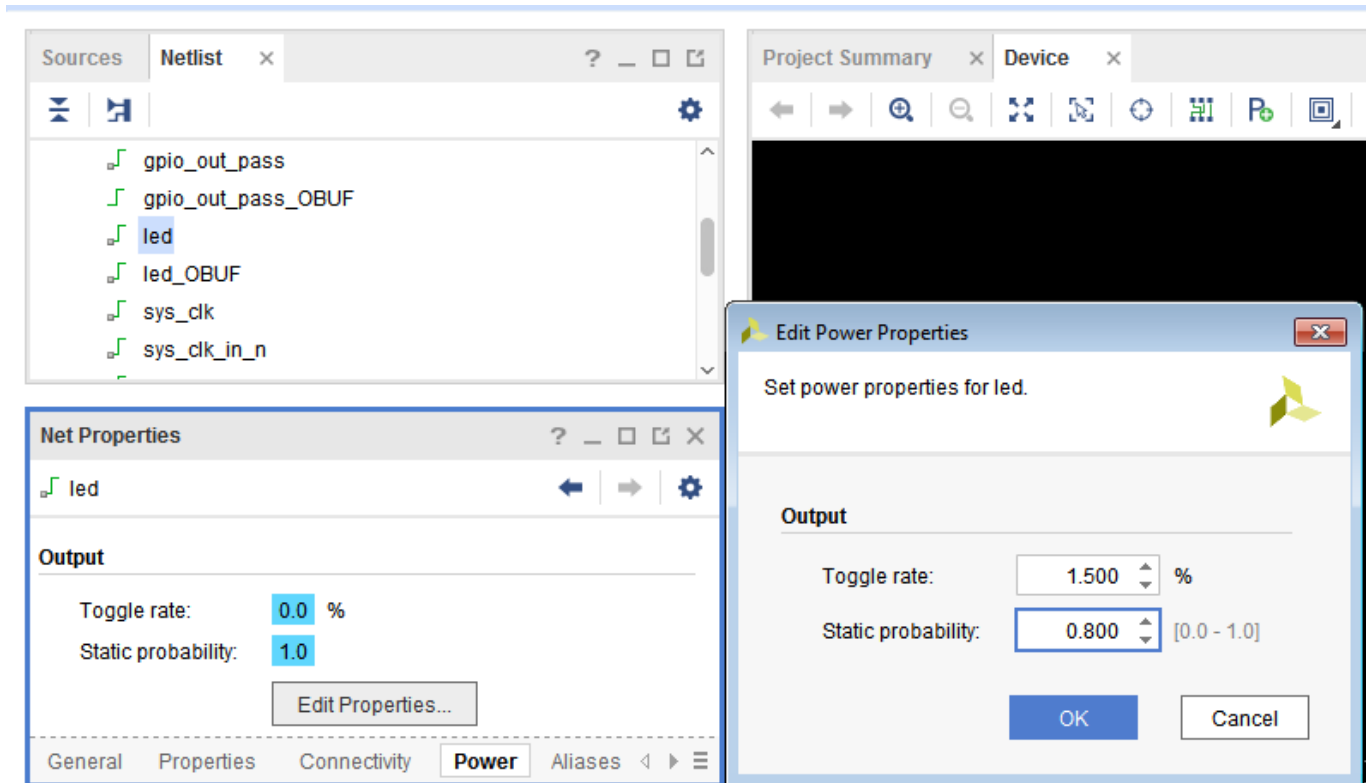 Sources Netlist
gpio_out_pass
gpio_out_pass_OBUF
led
led_OBUF
sys_clk
sys_clk_in_n
Net Properties
led
Output
Toggle rate: 0.0 %
Static probability: 1.0
Edit Properties...
General Properties Connectivity Power Aliases
Project Summary Device
Edit Power Properties
Set power properties for led.
Output
Toggle rate: 1.500 %
Static probability: 0.800 [0.0 - 1.0]
OK Cancel